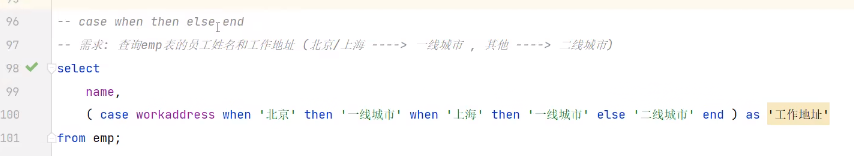 96 -- case when then else end
97 -- 需求: 查询emp表的员工姓名和工作地址 (北京/上海 ----> 一线城市 , 其他 ----> 二线城市)
98 select
99 name,
100 ( case workaddress when '北京' then '一线城市' when '上海' then '一线城市' else '二线城市' end ) as '工作地址'
101 from emp;